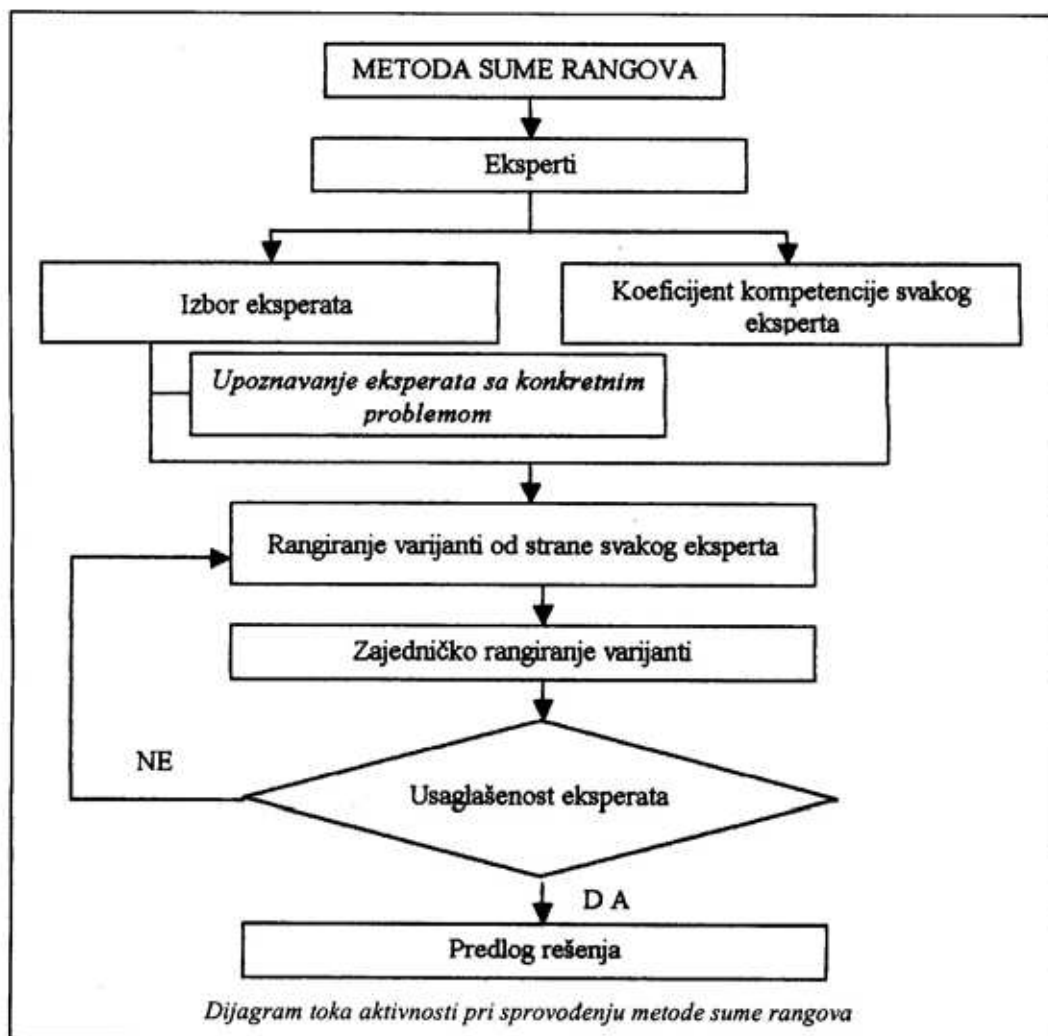 METODA SUME RANGOVA
Eksperti
Izbor eksperata
Koeficijent kompetencije svakog
eksperta
Upoznavanje eksperata sa konkretnim
problemom
Rangiranje varijanti od strane svakog eksperta
Zajedničko rangiranje varijanti
NE
Usaglašenost eksperata
D A
Predlog rešenja
Dijagram toka aktivnosti pri sprovođenju metode sume rangova